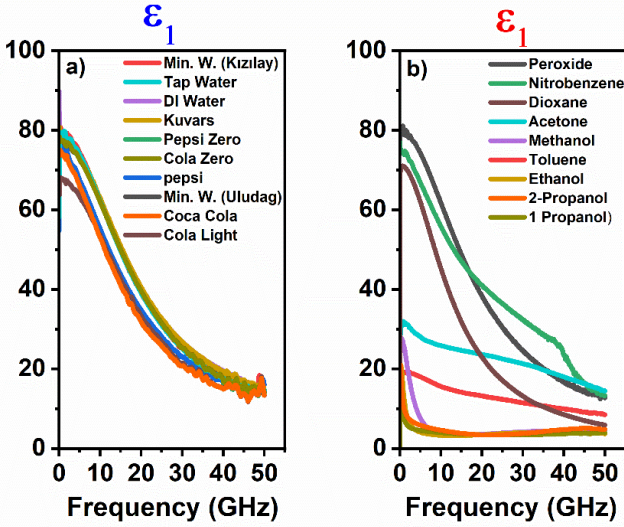 ε1
ε1
a)
Min. W. (Kızılay)
Tap Water
DI Water
Kuvars
Pepsi Zero
Cola Zero
pepsi
Min. W. (Uludag)
Coca Cola
Cola Light
100
80
60
40
20
0
0 10 20 30 40 50
Frequency (GHz)
b)
Peroxide
Nitrobenzene
Dioxane
Acetone
Methanol
Toluene
Ethanol
2-Propanol
1 Propanol)
100
80
60
40
20
0
0 10 20 30 40 50
Frequency (GHz)